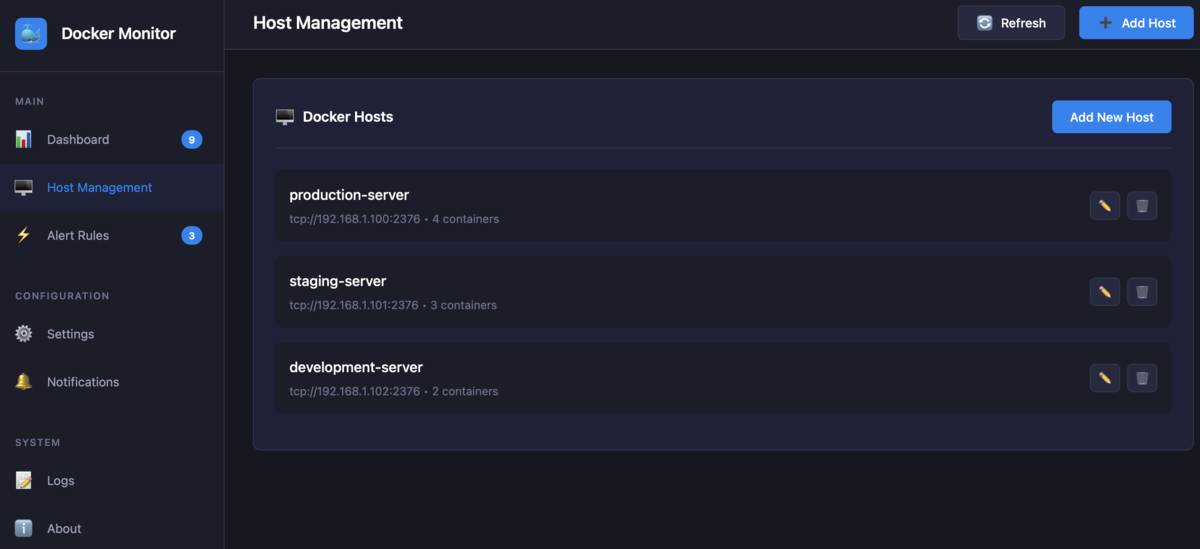 Docker Monitor
MAIN
Dashboard 9
Host Management
Alert Rules 3
CONFIGURATION
Settings
Notifications
SYSTEM
Logs
About
Host Management
Refresh
Add Host
Docker Hosts
Add New Host
production-server
tcp://192.168.1.100:2376 • 4 containers
staging-server
tcp://192.168.1.101:2376 • 3 containers
development-server
tcp://192.168.1.102:2376 • 2 containers